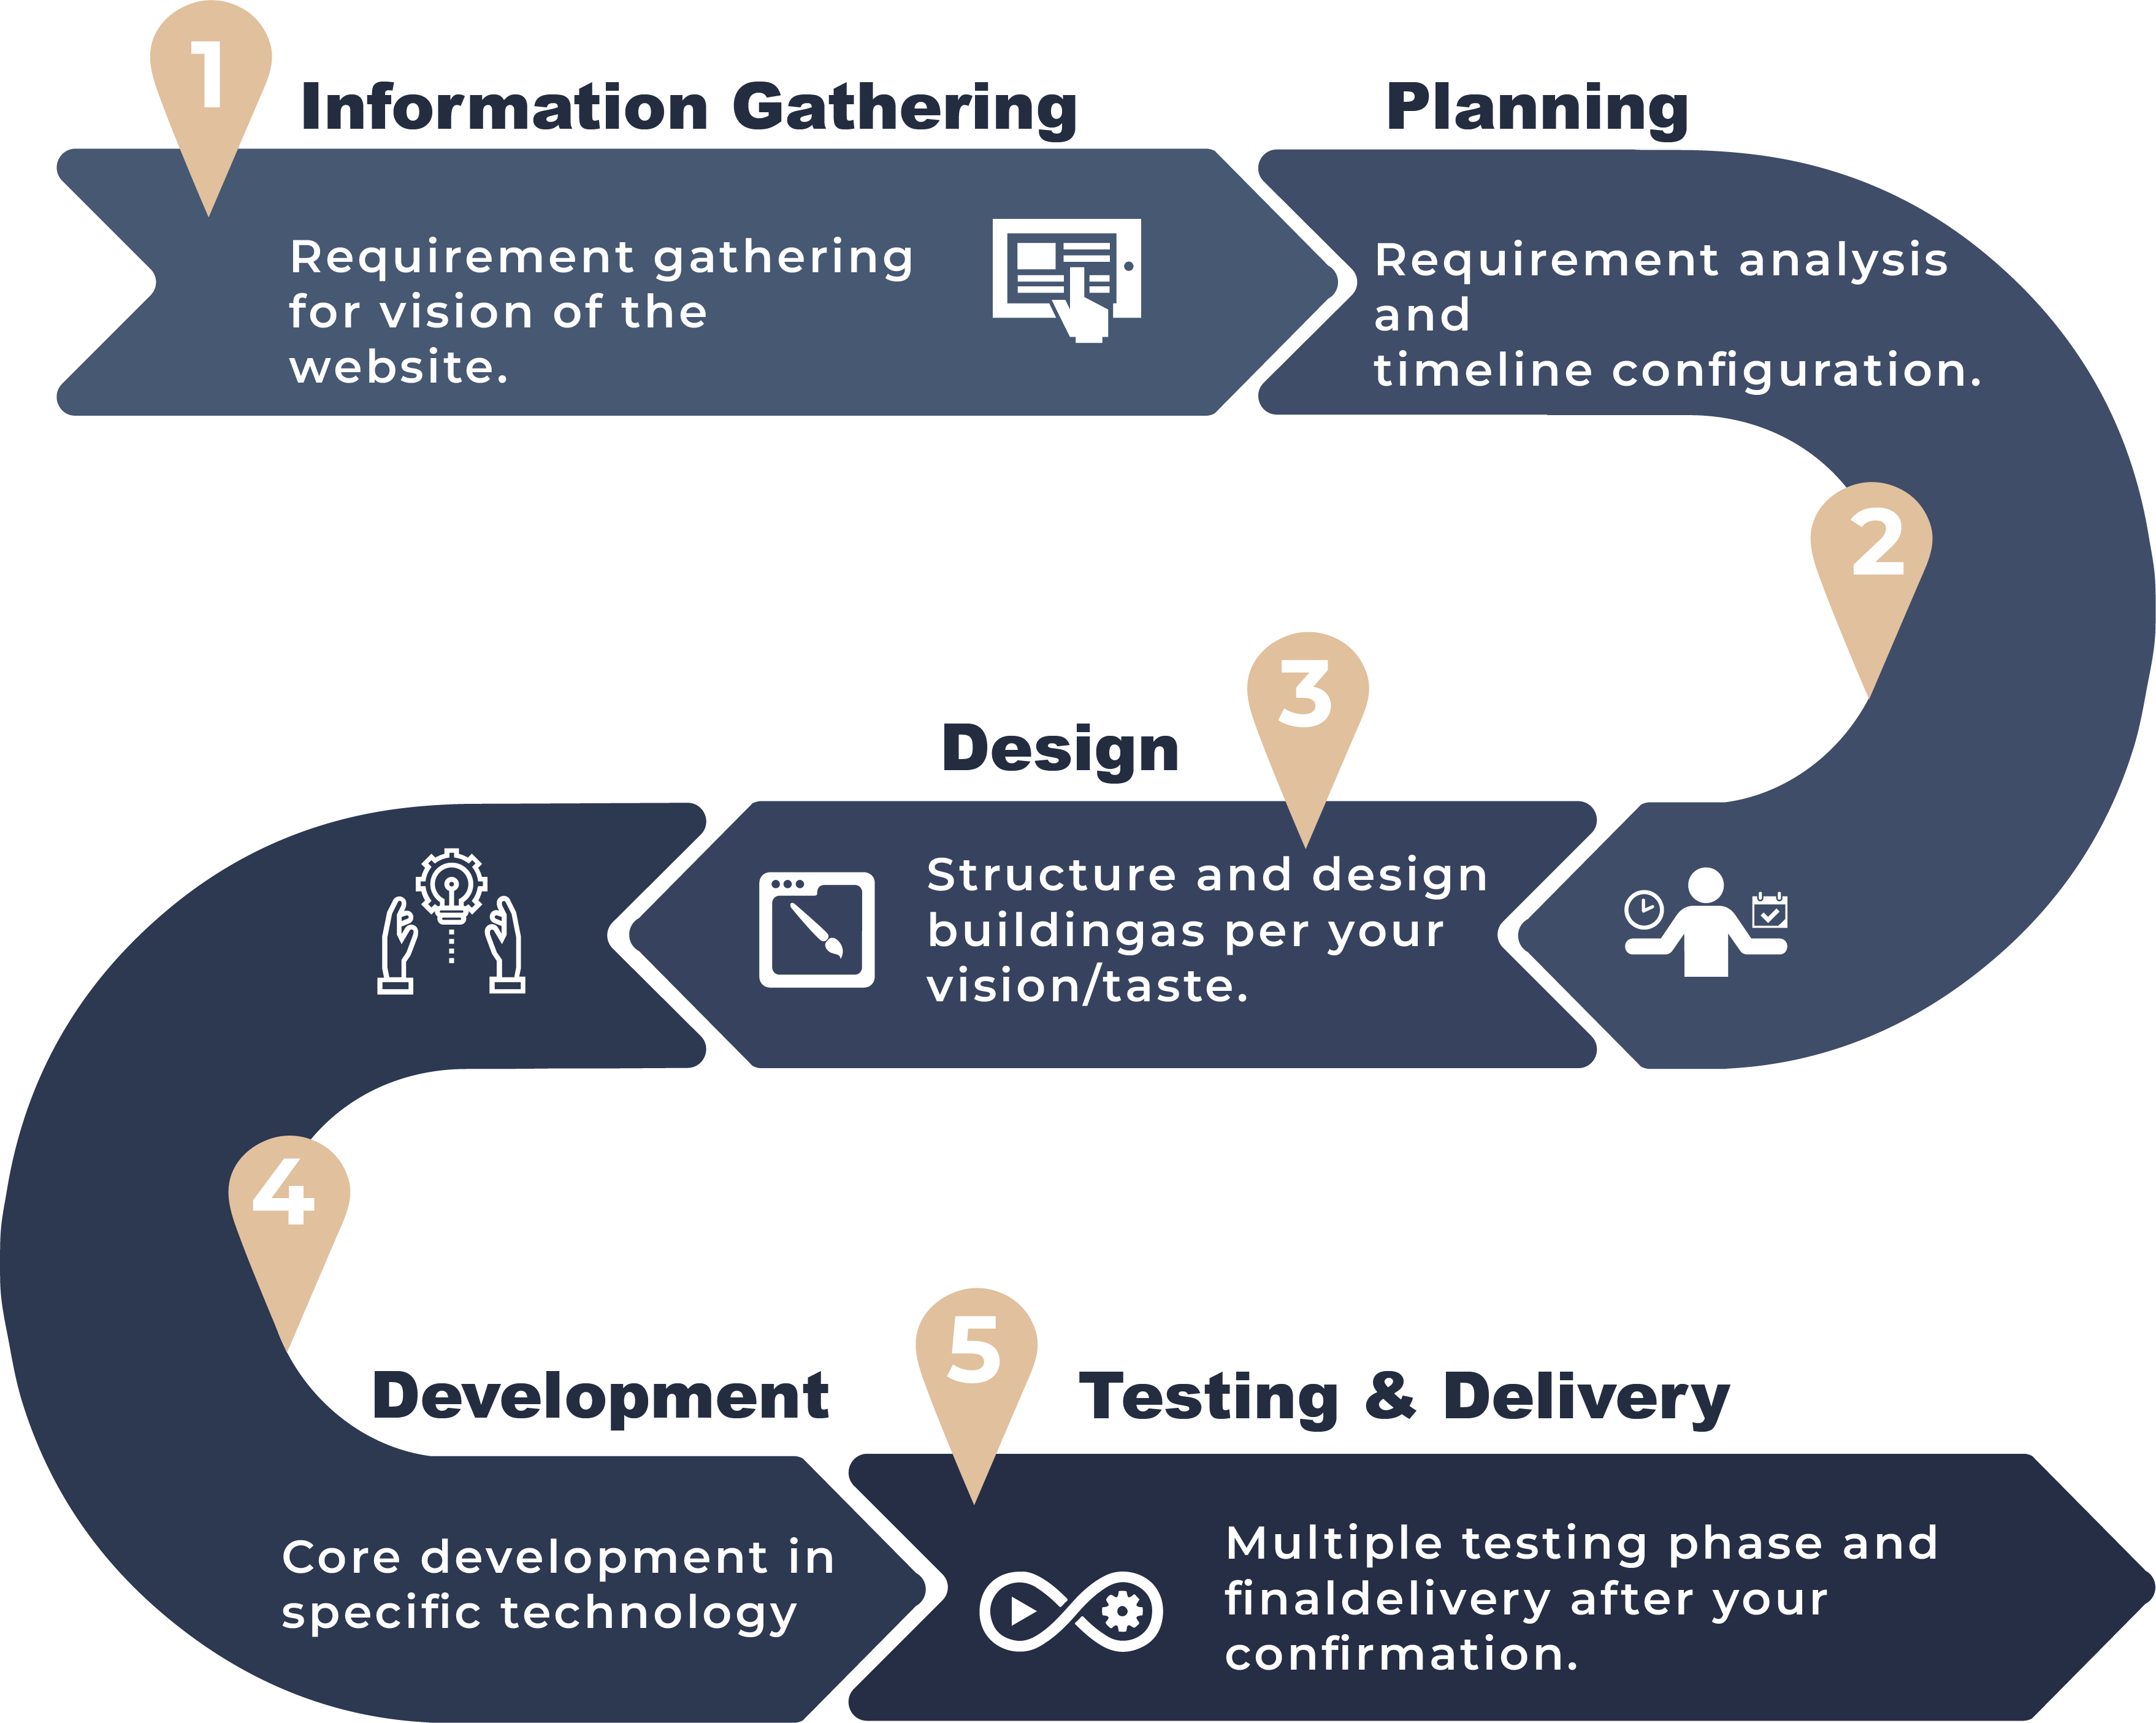 1
Information Gathering
Requirement gathering
for vision of the
website.
Planning
Requirement analysis
and
timeline configuration.
2
3
Design
Structure and design
buildingas per your
vision/taste.
4
Development
Core development in
specific technology
5
Testing & Delivery
Multiple testing phase and
finaldelivery after your
confirmation.